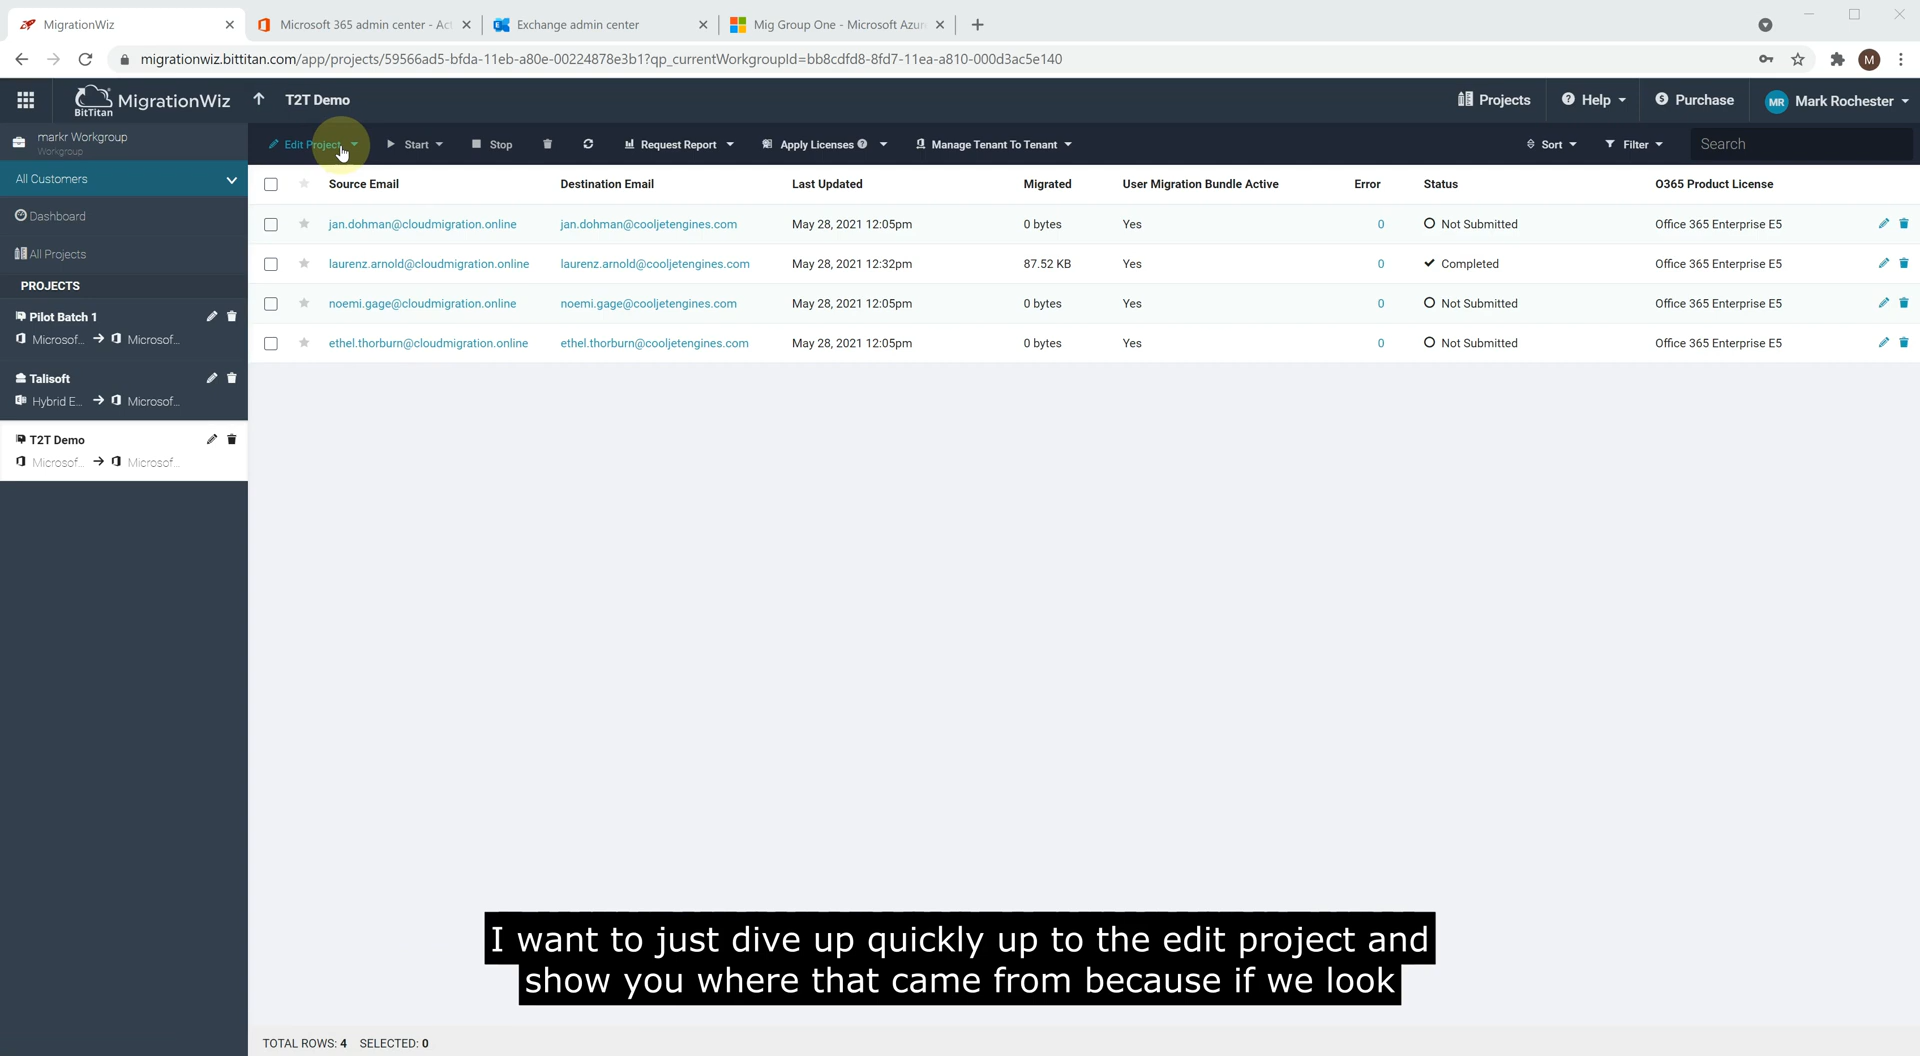 MigrationWiz
Microsoft 365 admin center - Act
Exchange admin center
Mig Group One - Microsoft Azur
migrationwiz.bittitan.com/app/projects/59566ad5-bfda-11eb-a80e-00224878e3b1?qp_currentWorkgroupId=bb8cdfd8-8fd7-11ea-a810-000d3ac5e140
M
BitTitan
MigrationWiz
T2T Demo
Projects
Help
Purchase
MR
Mark Rochester
markr Workgroup
Workgroup
All Customers
Dashboard
All Projects
PROJECTS
Pilot Batch 1
Microsof... Microsof...
Talisoft
Hybrid E... Microsof...
T2T Demo
Microsof... Microsof...
Edit Project Start Stop Request Report Apply Licenses Manage Tenant To Tenant Sort Filter Search
Source Email Destination Email Last Updated Migrated User Migration Bundle Active Error Status O365 Product License
jan.dohman@cloudmigration.online jan.dohman@cooljetengines.com May 28, 2021 12:05pm 0 bytes Yes 0 Not Submitted Office 365 Enterprise E5
laurenz.arnold@cloudmigration.online laurenz.arnold@cooljetengines.com May 28, 2021 12:32pm 87.52 KB Yes 0 Completed Office 365 Enterprise E5
noemi.gage@cloudmigration.online noemi.gage@cooljetengines.com May 28, 2021 12:05pm 0 bytes Yes 0 Not Submitted Office 365 Enterprise E5
ethel.thorburn@cloudmigration.online ethel.thorburn@cooljetengines.com May 28, 2021 12:05pm 0 bytes Yes 0 Not Submitted Office 365 Enterprise E5
I want to just dive up quickly up to the edit project and
show you where that came from because if we look
TOTAL ROWS: 4 SELECTED: 0